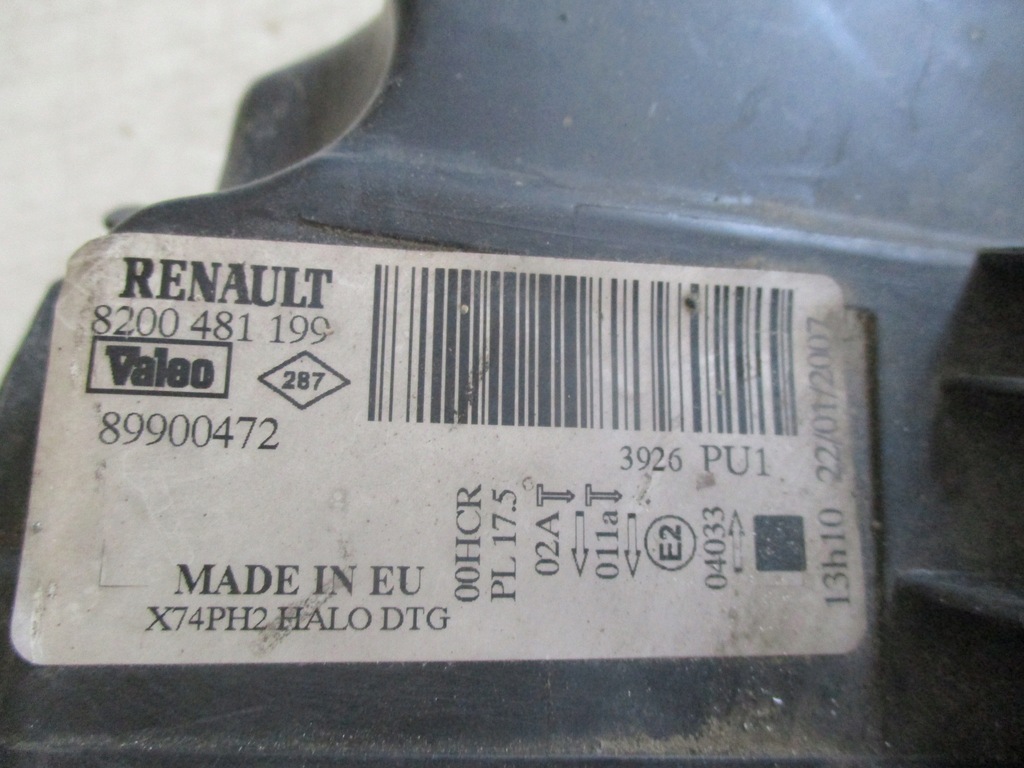 RENAULT
8200 481 199
Valeo
287
89900472
3926 PU1
MADE IN EU
X74PH2 HALO DTG
00HCR
PL 17.5
02A
011a
E2
04033
13h10 22/01/2007